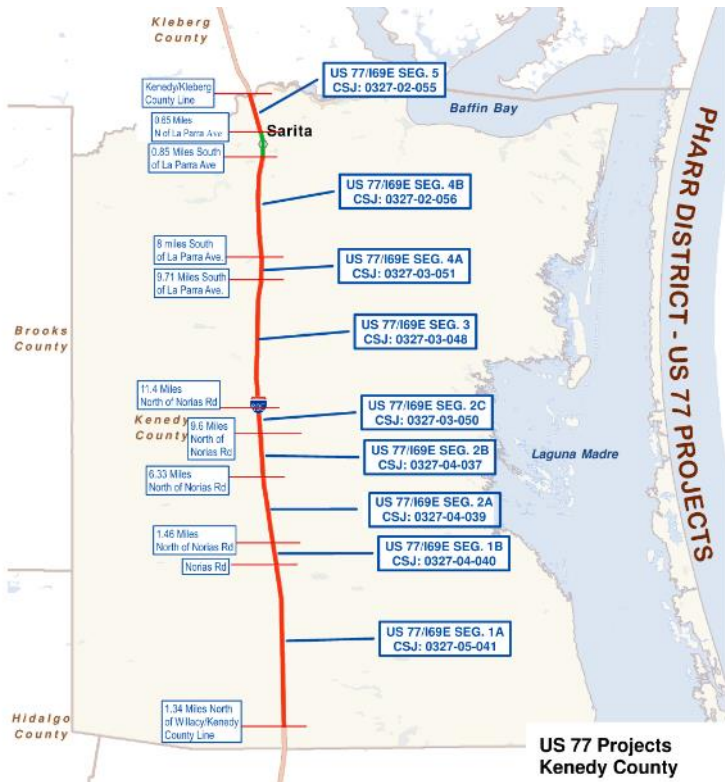 Kleberg
County
US 77/I69E SEG. 5
CSJ: 0327-02-055
Kenedy/Kleberg
County Line
Baffin Bay
0.65 Miles
N of La Parra Ave
Sarita
0.85 Miles South
of La Parra Ave
US 77/I69E SEG. 4B
CSJ: 0327-02-056
8 miles South
of La Parra Ave.
US 77/I69E SEG. 4A
CSJ: 0327-03-051
9.71 Miles South
of La Parra Ave.
Brooks
County
US 77/I69E SEG. 3
CSJ: 0327-03-048
11.4 Miles
North of Norias Rd
Kenedy
County
US 77/I69E SEG. 2C
CSJ: 0327-03-050
9.6 Miles
North of
Norias Rd
US 77/I69E SEG. 2B
CSJ: 0327-04-037
Laguna Madre
6.33 Miles
North of Norias Rd
US 77/I69E SEG. 2A
CSJ: 0327-04-039
1.46 Miles
North of Norias Rd
US 77/I69E SEG. 1B
CSJ: 0327-04-040
Norias Rd
US 77/I69E SEG. 1A
CSJ: 0327-05-041
1.34 Miles North
of Willacy/Kenedy
County Line
Hidalgo
County
PHARR DISTRICT - US 77 PROJECTS
US 77 Projects
Kenedy County